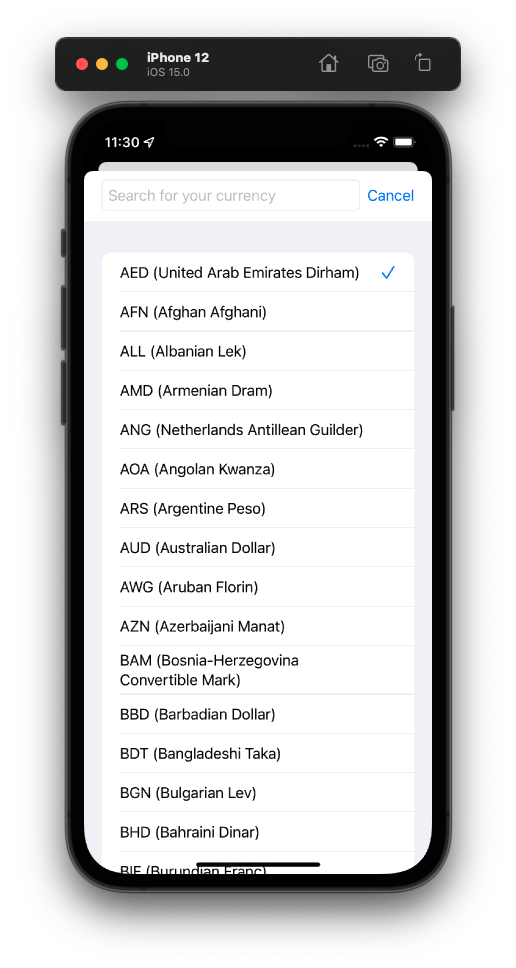 iPhone 12
iOS 15.0
11:30
Search for your currency
Cancel
AED (United Arab Emirates Dirham)
AFN (Afghan Afghani)
ALL (Albanian Lek)
AMD (Armenian Dram)
ANG (Netherlands Antillean Guilder)
AOA (Angolan Kwanza)
ARS (Argentine Peso)
AUD (Australian Dollar)
AWG (Aruban Florin)
AZN (Azerbaijani Manat)
BAM (Bosnia-Herzegovina
Convertible Mark)
BBD (Barbadian Dollar)
BDT (Bangladeshi Taka)
BGN (Bulgarian Lev)
BHD (Bahraini Dinar)
BIF (Burundian Franc)